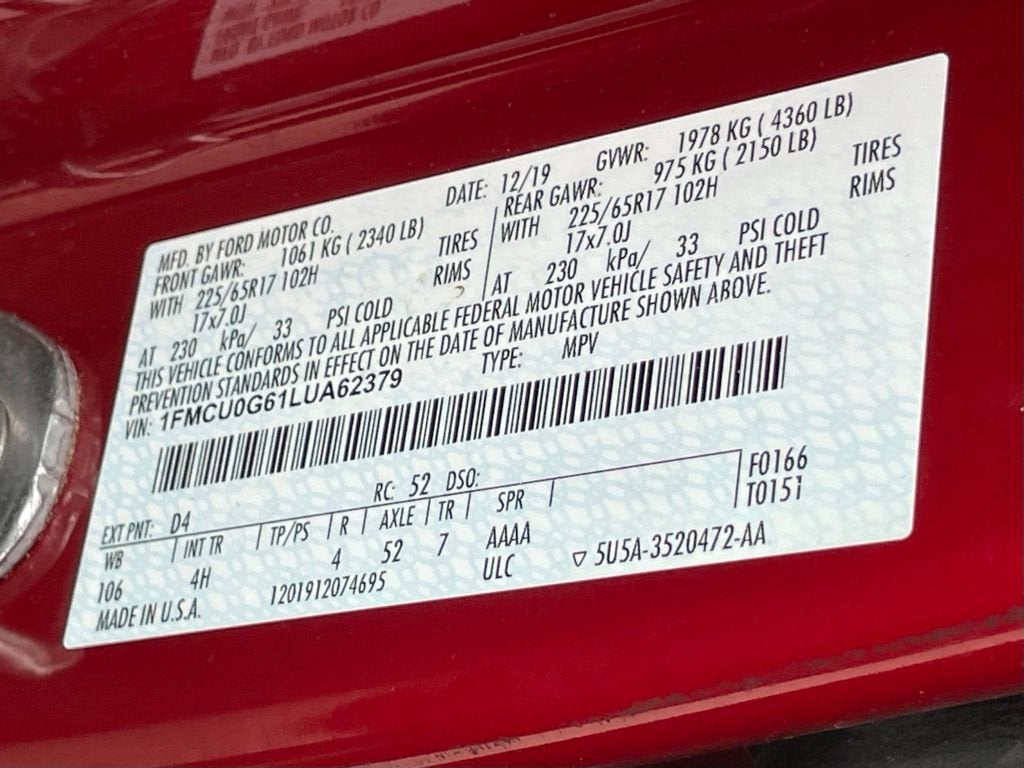 MFD. BY FORD MOTOR CO. DATE: 12/19 GVWR: 1978 KG ( 4360 LB)
FRONT GAWR: 1061 KG ( 2340 LB) REAR GAWR: 975 KG ( 2150 LB)
WITH 225/65R17 102H TIRES WITH 225/65R17 102H TIRES
17x7.0J RIMS 17x7.0J RIMS
AT 230 kPa/ 33 PSI COLD AT 230 kPa/ 33 PSI COLD
THIS VEHICLE CONFORMS TO ALL APPLICABLE FEDERAL MOTOR VEHICLE SAFETY AND THEFT
PREVENTION STANDARDS IN EFFECT ON THE DATE OF MANUFACTURE SHOWN ABOVE.
VIN: 1FMCU0G61LUA62379 TYPE: MPV
EXT PNT: D4 RC: 52 DSO: F0166
WB INT TR TP/PS R AXLE TR SPR T0151
106 4H 4 52 7 AAAA
MADE IN U.S.A. 1201912074695 ULC ▽ 5U5A-3520472-AA